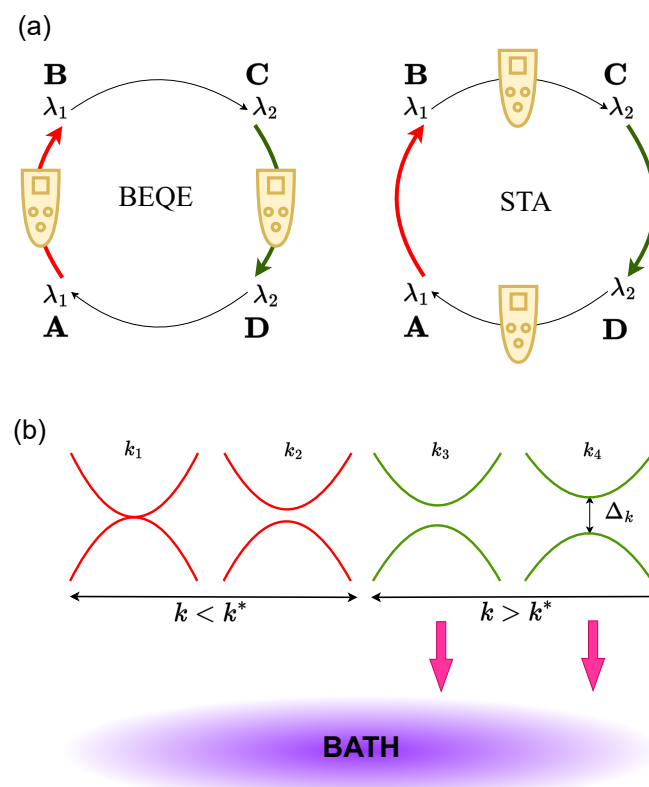 (a)
B C B C
λ₁ λ₂ λ₁ λ₂
BEQE STA
λ₁ λ₂ λ₁ λ₂
A D A D
(b)
k₁ k₂ k₃ k₄
Δₖ
k < k* k > k*
BATH